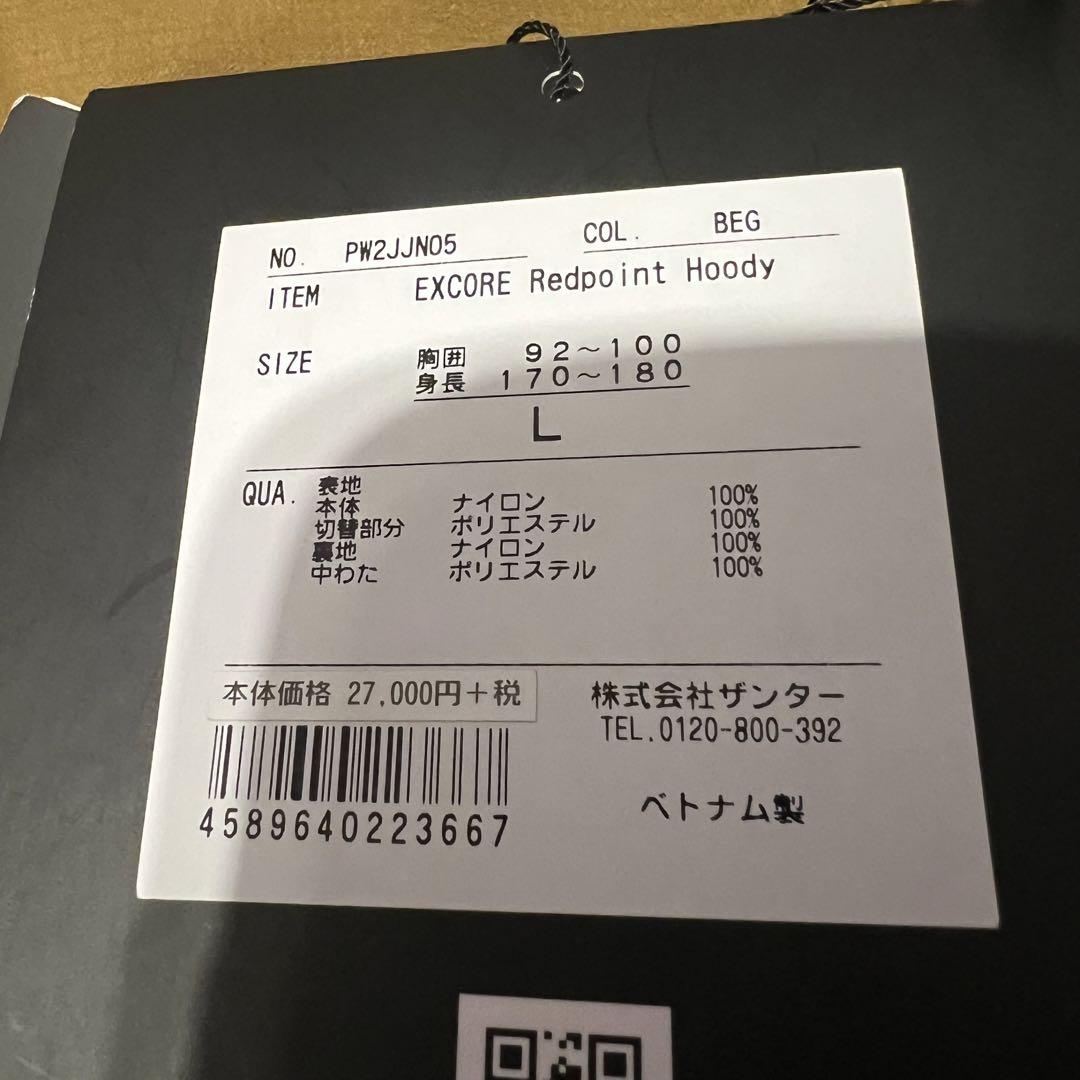 NO. PW2JJN05 COL. BEG
ITEM EXCORE Redpoint Hoody
SIZE 胸囲 92~100
身長 170~180
L
QUA. 表地
本体 ナイロン 100%
切替部分 ポリエステル 100%
裏地 ナイロン 100%
中わた ポリエステル 100%
本体価格 27,000円+税 株式会社ザンター
TEL.0120-800-392
ベトナム製
4589640223667